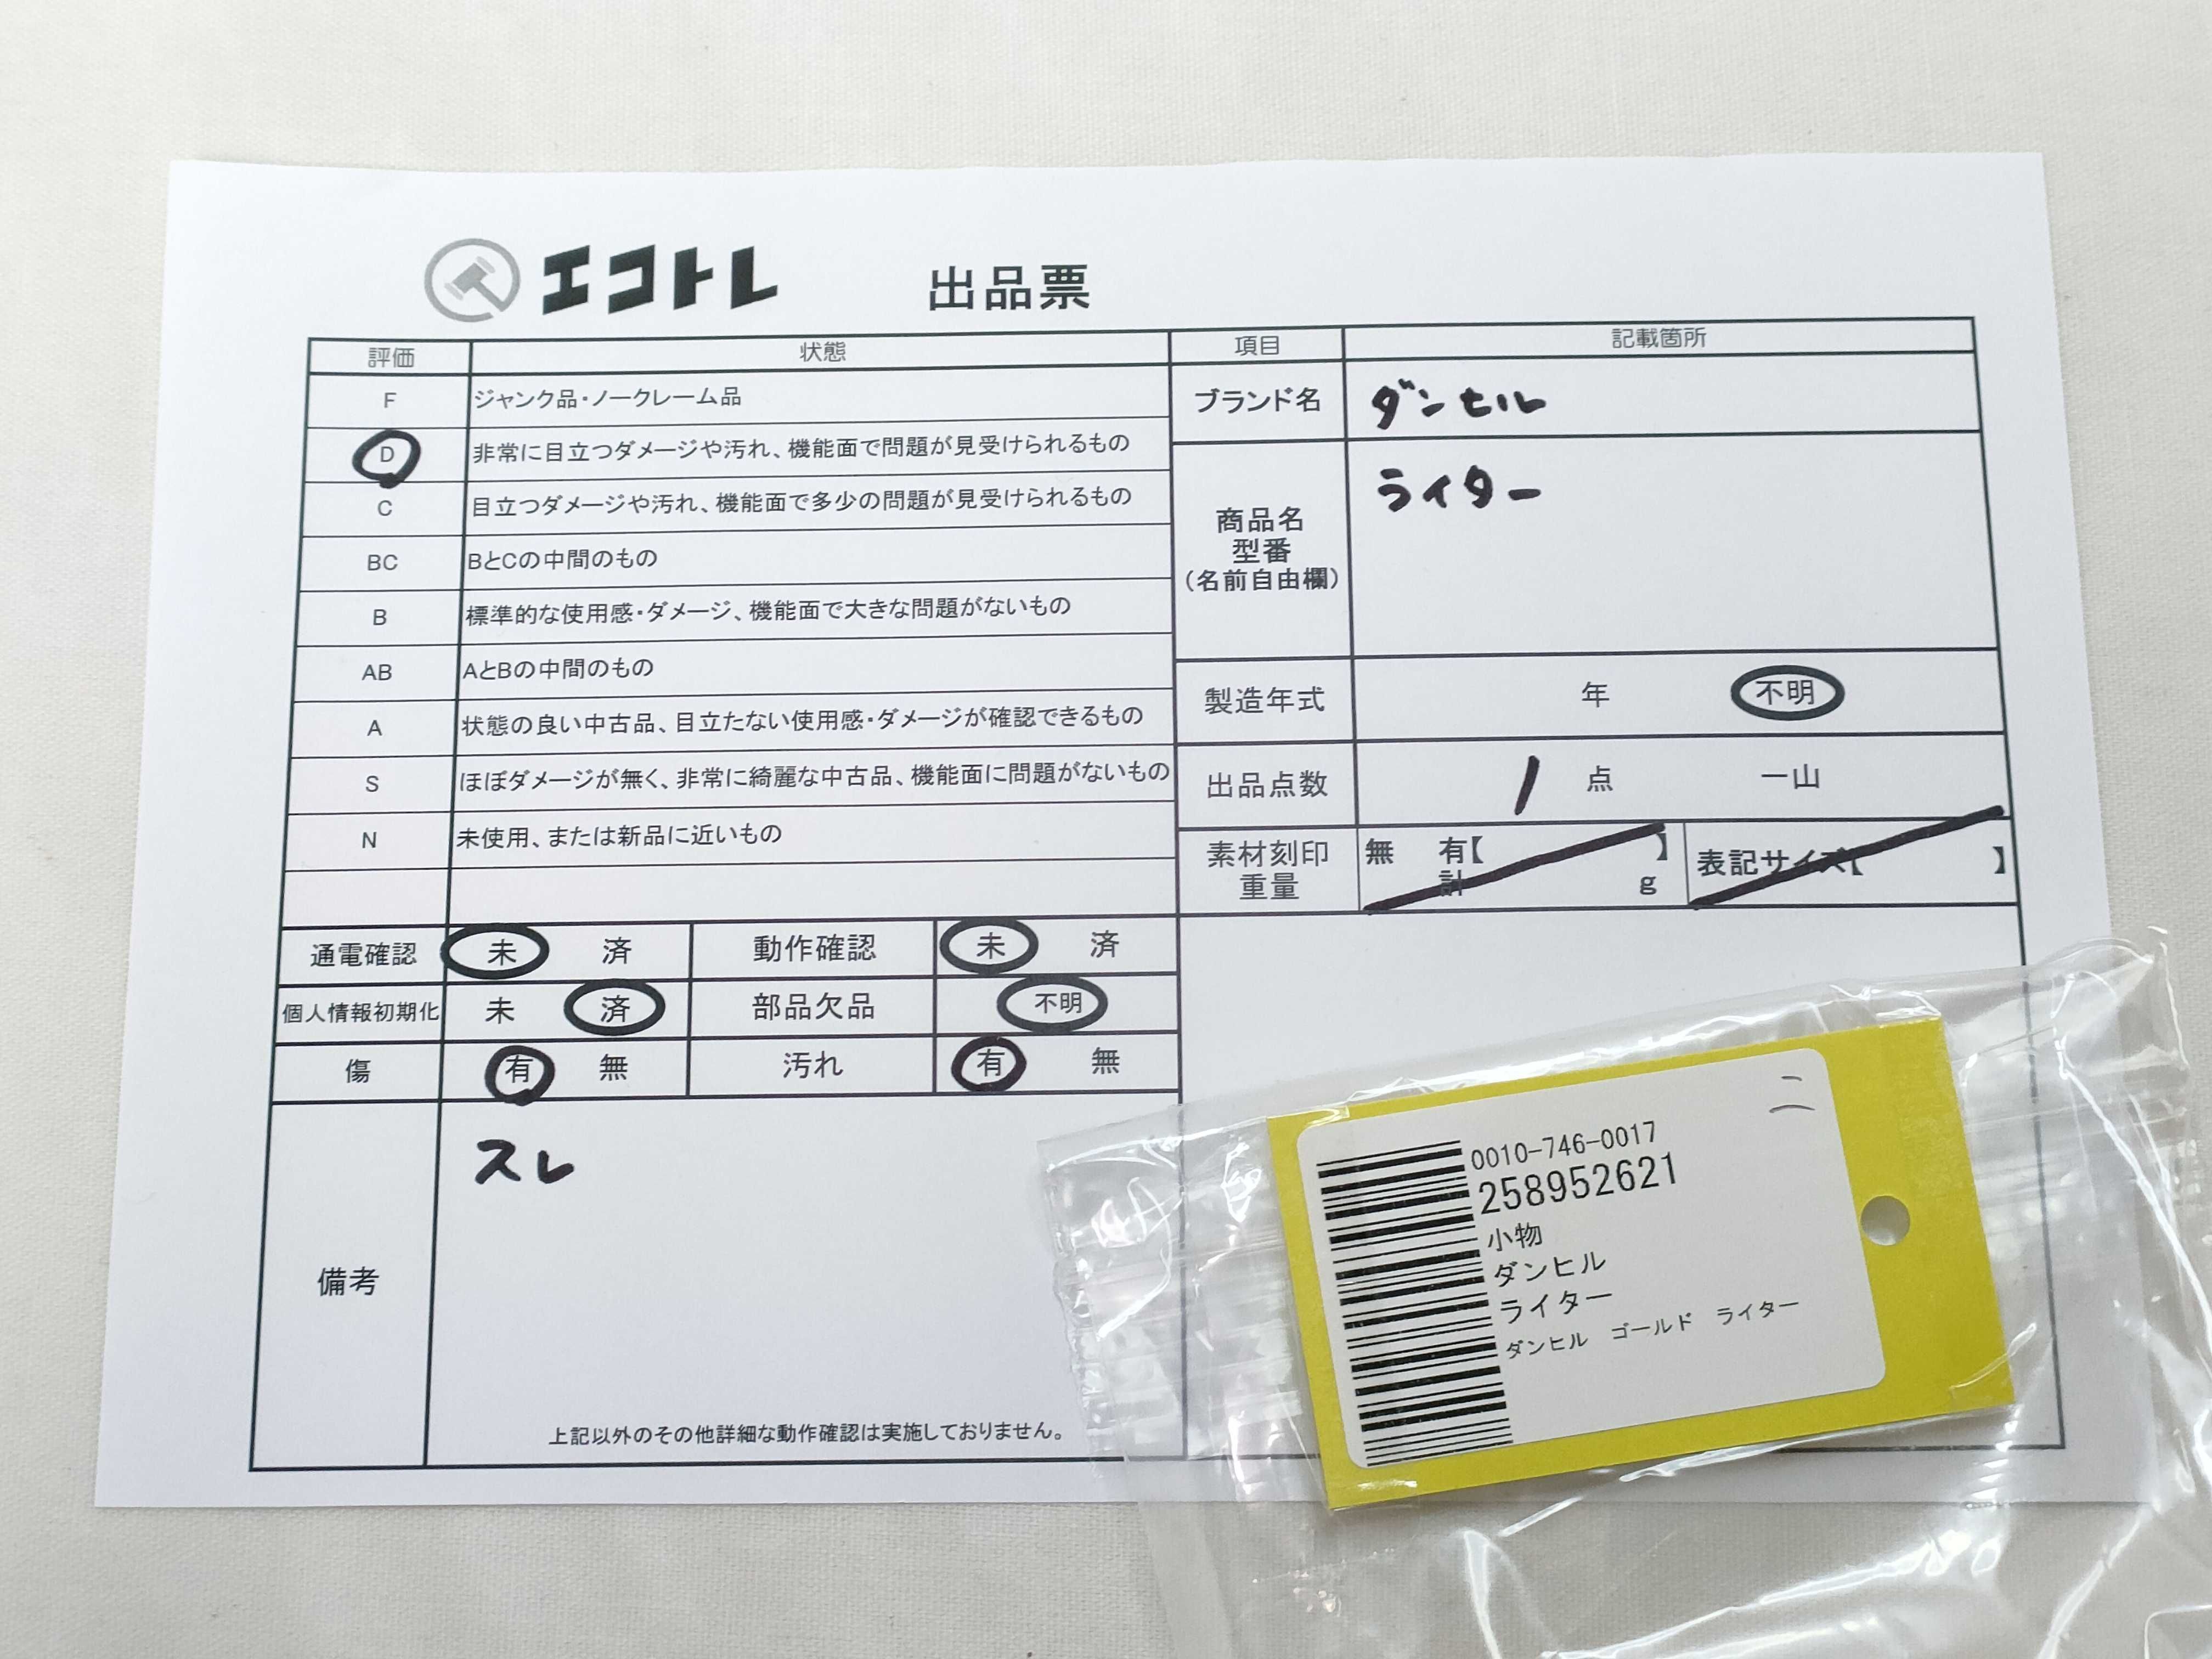 エコトレ 出品票
評価 状態
F ジャンク品・ノークレーム品
D 非常に目立つダメージや汚れ、機能面で問題が見受けられるもの
C 目立つダメージや汚れ、機能面で多少の問題が見受けられるもの
BC BとCの中間のもの
B 標準的な使用感・ダメージ、機能面で大きな問題がないもの
AB AとBの中間のもの
A 状態の良い中古品、目立たない使用感・ダメージが確認できるもの
S ほぼダメージが無く、非常に綺麗な中古品、機能面に問題がないもの
N 未使用、または新品に近いもの
項目 記載箇所
ブランド名 ダンヒル
商品名
型番
(名前自由欄)
ライター
製造年式 年 不明
出品点数 1 点 一山
素材刻印 無 有【 】
重量 計 g
表記サイズ【 】
通電確認 未 済 動作確認 未 済
個人情報初期化 未 済 部品欠品 不明
傷 有 無 汚れ 有 無
備考
スレ
上記以外のその他詳細な動作確認は実施しておりません。
0010-746-0017
258952621
小物
ダンヒル
ライター
ダンヒル ゴールド ライター